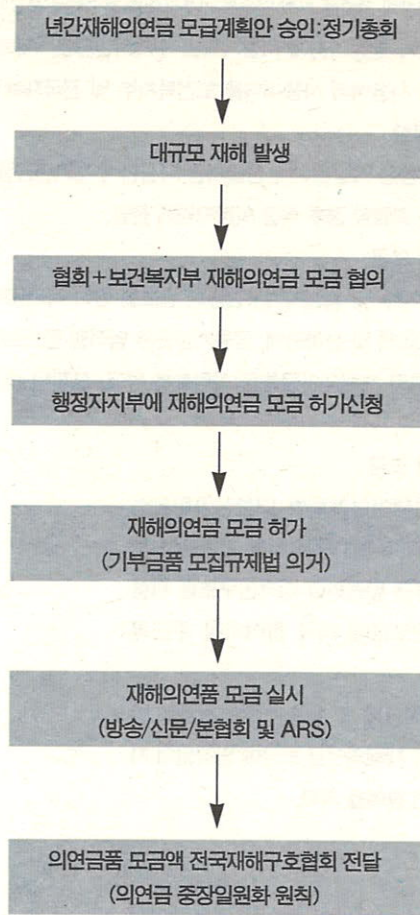 년간재해의연금 모급계획안 승인:정기총회
대규모 재해 발생
협회+보건복지부 재해의연금 모금 협의
행정자지부에 재해의연금 모금 허가신청
재해의연금 모금 허가
(기부금품 모집규제법 의거)
재해의연품 모금 실시
(방송/신문/본협회 및 ARS)
의연금품 모금액 전국재해구호협회 전달
(의연금 중장일원화 원칙)